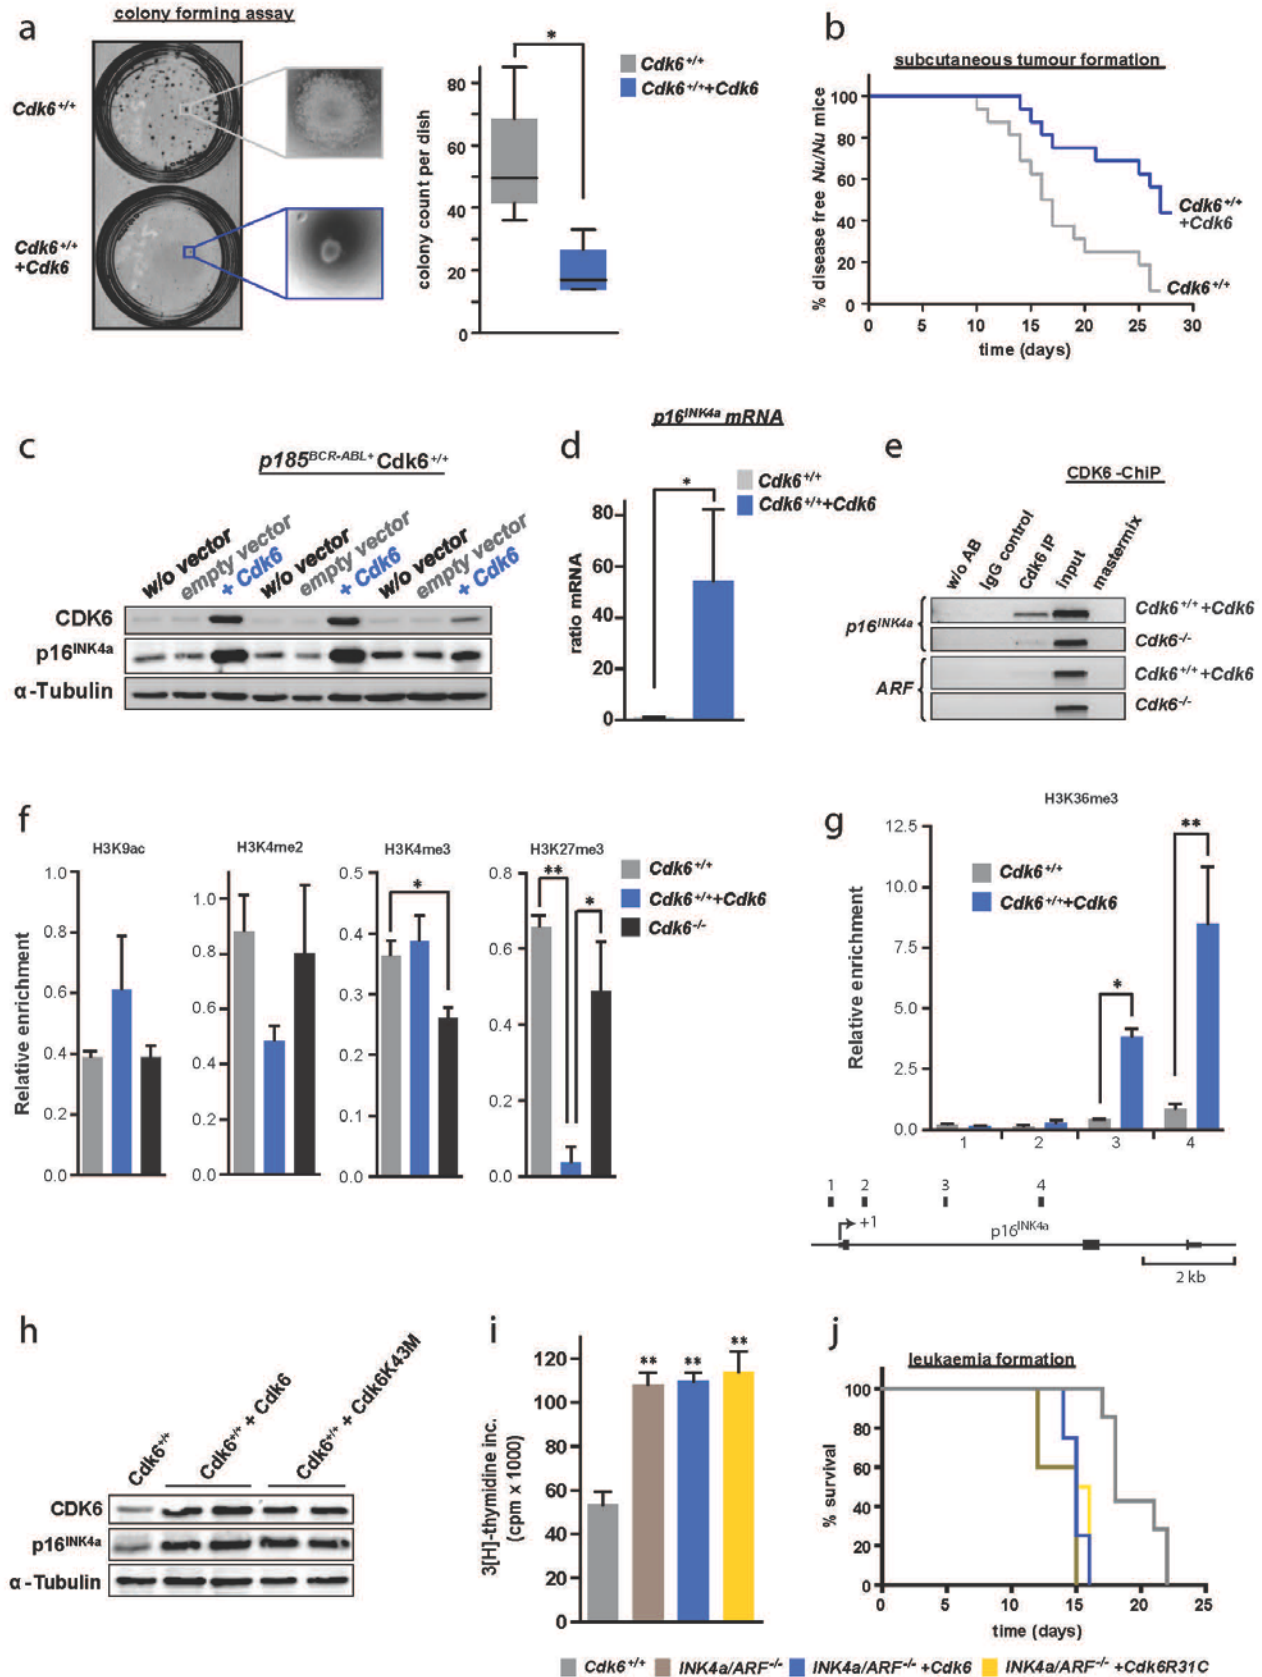 a
colony forming assay
Cdk6+/+
Cdk6+/+
+Cdk6
colony count per dish
80
60
40
20
0
*
Cdk6+/+
Cdk6+/++Cdk6
b
subcutaneous tumour formation
% disease free Nu/Nu mice
100
80
60
40
20
0
0 5 10 15 20 25 30
time (days)
Cdk6+/+
+Cdk6
Cdk6+/+
c
p185BCR-ABL+ Cdk6+/+
w/o vector
empty vector
+ Cdk6
w/o vector
empty vector
+ Cdk6
w/o vector
empty vector
+ Cdk6
CDK6
p16INK4a
α-Tubulin
d
p16INK4a mRNA
Cdk6+/+
Cdk6+/++Cdk6
*
ratio mRNA
80
60
40
20
0
e
CDK6 -ChIP
w/o AB
IgG control
Cdk6 IP
input
mastermix
p16INK4a
Cdk6+/++Cdk6
Cdk6-/-
ARF
Cdk6+/++Cdk6
Cdk6-/-
f
Relative enrichment
H3K9ac
1.0
0.8
0.6
0.4
0.2
0.0
H3K4me2
1.0
0.8
0.6
0.4
0.2
0.0
H3K4me3
*
0.5
0.4
0.3
0.2
0.1
0.0
H3K27me3
**
*
0.8
0.6
0.4
0.2
0.0
Cdk6+/+
Cdk6+/++Cdk6
Cdk6-/-
g
H3K36me3
Relative enrichment
12.5
10.0
7.5
5.0
2.5
0.0
Cdk6+/+
Cdk6+/++Cdk6
*
**
1 2 3 4
1 2 3 4
+1
p16INK4a
2 kb
h
Cdk6+/+
Cdk6+/+ + Cdk6
Cdk6+/+ + Cdk6K43M
CDK6
p16INK4a
α - Tubulin
i
3[H]-thymidine inc.
(cpm x 1000)
120
100
80
60
40
20
0
** ** **
j
leukaemia formation
% survival
100
80
60
40
20
0
0 5 10 15 20 25
time (days)
Cdk6+/+ INK4a/ARF-/- INK4a/ARF-/- +Cdk6 INK4a/ARF-/- +Cdk6R31C